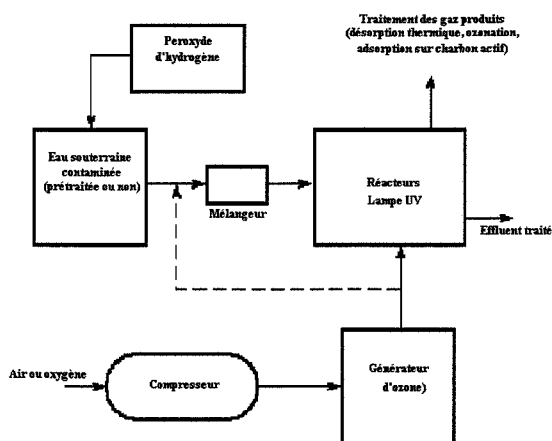 Traitement des gaz produits
(désorption thermique, ozonation,
adsorption sur charbon actif)
Peroxyde
d'hydrogène
Eau souterraine
contaminée
(prétraitée ou non)
Mélangeur
Réacteurs
Lampe UV
Effluent traité
Air ou oxygène
Compresseur
Générateur
d'ozone)